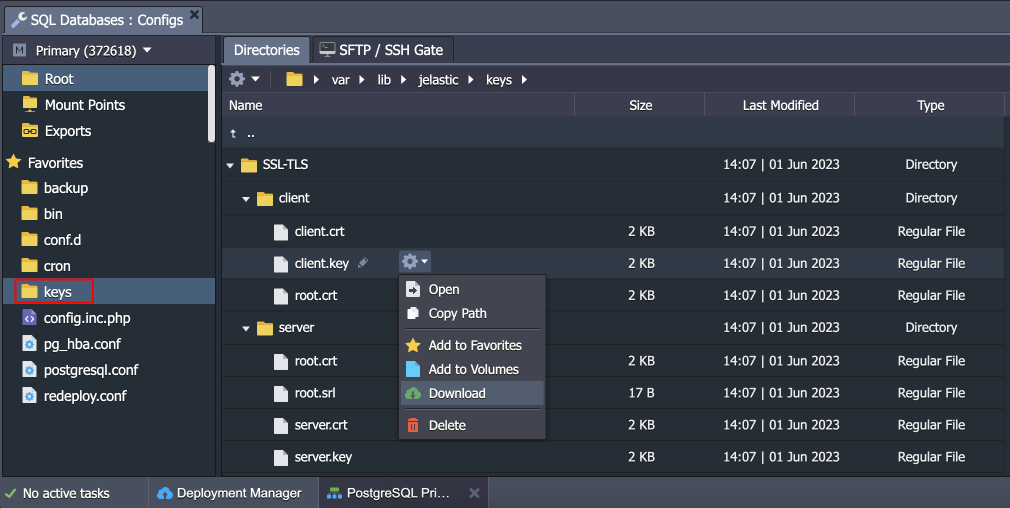 SQL Databases : Configs
M Primary (372618)
Root
Mount Points
Exports
Favorites
backup
bin
conf.d
cron
keys
config.inc.php
pg_hba.conf
postgresql.conf
redeploy.conf
Directories SFTP / SSH Gate
var lib jelastic keys
Name Size Last Modified Type
..
SSL-TLS 14:07 | 01 Jun 2023 Directory
client 14:07 | 01 Jun 2023 Directory
client.crt 2 KB 14:07 | 01 Jun 2023 Regular File
client.key 2 KB 14:07 | 01 Jun 2023 Regular File
root.crt 2 KB 14:07 | 01 Jun 2023 Regular File
server 14:07 | 01 Jun 2023 Directory
root.crt 2 KB 14:07 | 01 Jun 2023 Regular File
root.srl 17 B 14:07 | 01 Jun 2023 Regular File
server.crt 2 KB 14:07 | 01 Jun 2023 Regular File
server.key 2 KB 14:07 | 01 Jun 2023 Regular File
Open
Copy Path
Add to Favorites
Add to Volumes
Download
Delete
No active tasks Deployment Manager PostgreSQL Pri...